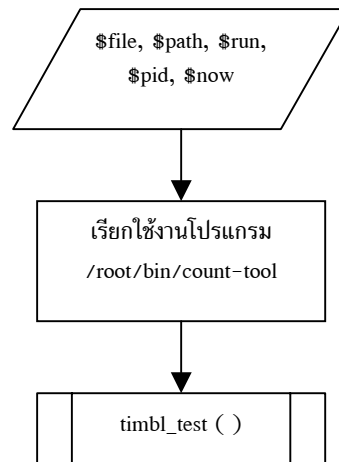 $file, $path, $run,
$pid, $now
เรียกใช้งานโปรแกรม
/root/bin/count-tool
timbl_test ( )